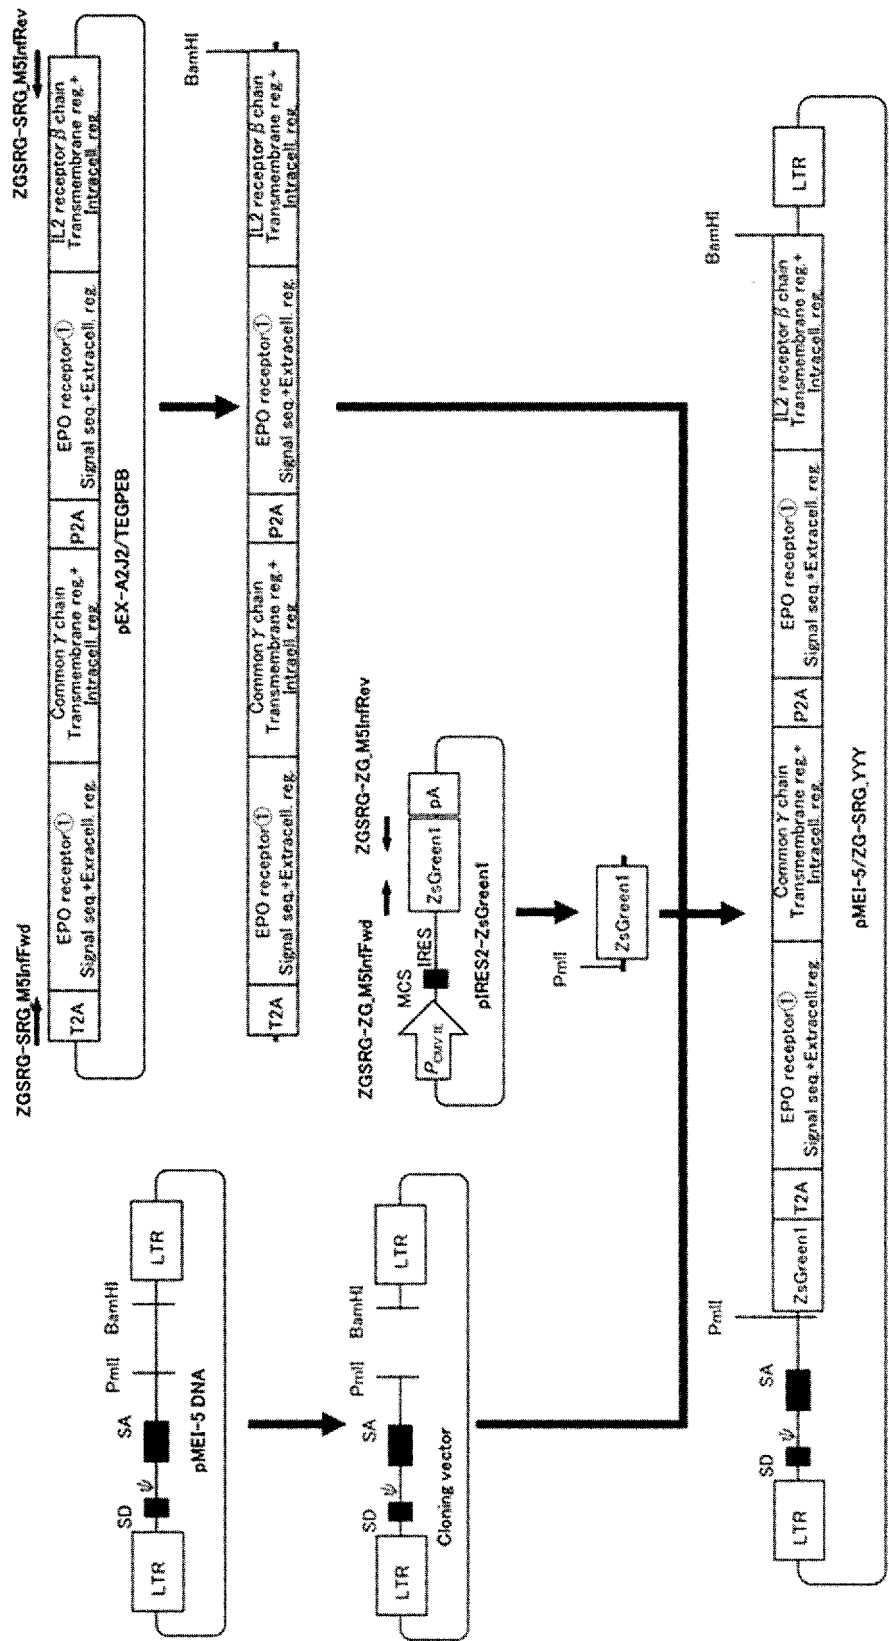 ZGSRG-SRG_M5InfFwd
ZGSRG-SRG_M5InfRev
T2A
EPO receptor①
Signal seq.+Exracell. reg.
Common γ chain
Transmembrane reg.+
Intracell. reg.
P2A
EPO receptor①
Signal seq.+Extracell. reg.
IL2 receptor β chain
Transmembrane reg.+
Intracell. reg.
pEX-A2J2/TEGPEB
SD
ψ
SA
PmlI
BamHI
LTR
LTR
pMEI-5 DNA
BamHI
T2A
EPO receptor①
Signal seq.+Extracell. reg.
Common γ chain
Transmembrane reg.+
Intracell. reg.
P2A
EPO receptor①
Signal seq.+Extracell. reg.
IL2 receptor β chain
Transmembrane reg.+
Intracell. reg.
SD
ψ
SA
PmlI
BamHI
LTR
LTR
Cloning vector
ZGSRG-ZG_M5InfFwd
ZGSRG-ZG_M5InfRev
MCS
IRES
PCMV IE
ZsGreen1
pA
pIRES2-ZsGreen1
PmlI
ZsGreen1
SD
ψ
SA
PmlI
BamHI
LTR
ZsGreen1
T2A
EPO receptor①
Signal seq.+Extracell.reg.
Common γ chain
Transmembrane reg.+
Intracell. reg.
P2A
EPO receptor①
Signal seq.+Extracell. reg.
IL2 receptor β chain
Transmembrane reg.+
Intracell. reg.
LTR
pMEI-5/ZG-SRG_YYY